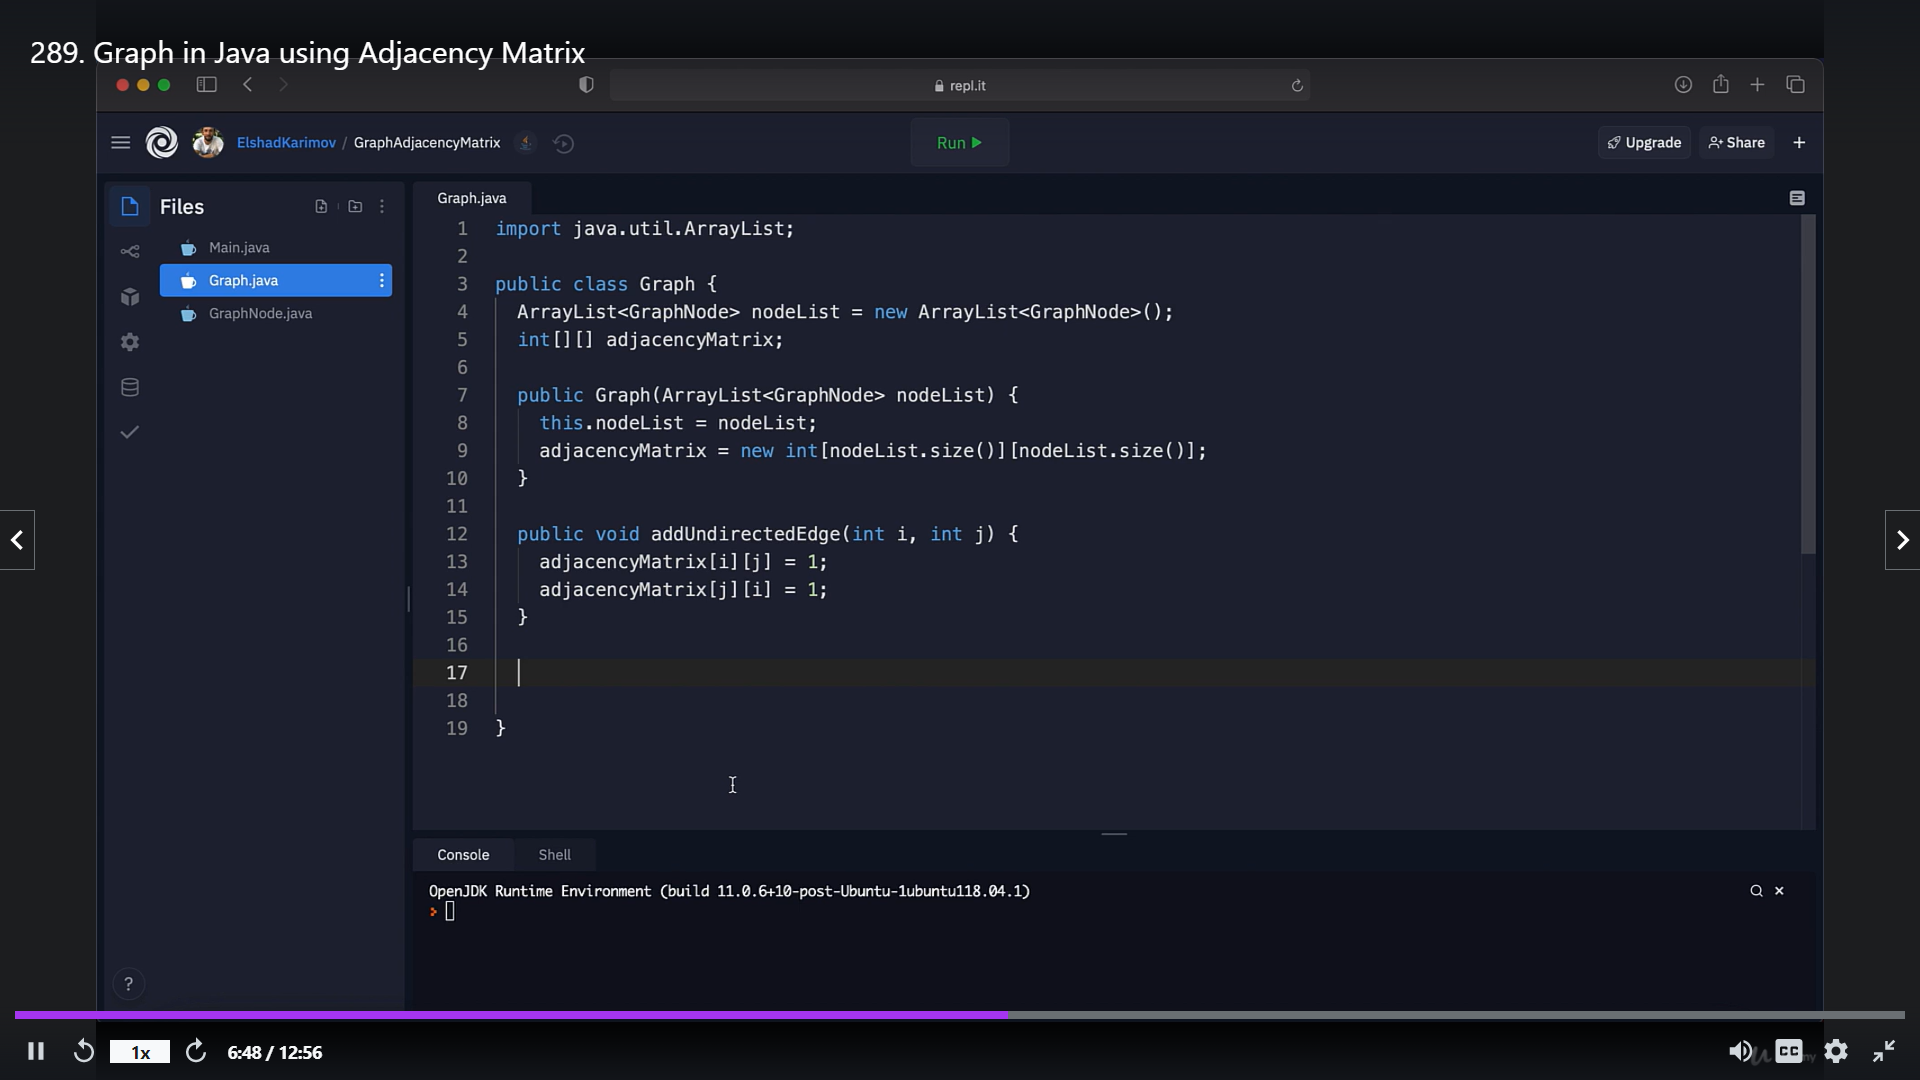 289. Graph in Java using Adjacency Matrix
repl.it
ElshadKarimov / GraphAdjacencyMatrix
Run
Upgrade
Share
Files
Main.java
Graph.java
GraphNode.java
Graph.java
1 import java.util.ArrayList;
2
3 public class Graph {
4 ArrayList<GraphNode> nodeList = new ArrayList<GraphNode>();
5 int[][] adjacencyMatrix;
6
7 public Graph(ArrayList<GraphNode> nodeList) {
8 this.nodeList = nodeList;
9 adjacencyMatrix = new int[nodeList.size()][nodeList.size()];
10 }
11
12 public void addUndirectedEdge(int i, int j) {
13 adjacencyMatrix[i][j] = 1;
14 adjacencyMatrix[j][i] = 1;
15 }
16
17
18
19 }
Console Shell
OpenJDK Runtime Environment (build 11.0.6+10-post-Ubuntu-1ubuntu118.04.1)
?
1x
6:48 / 12:56
CC